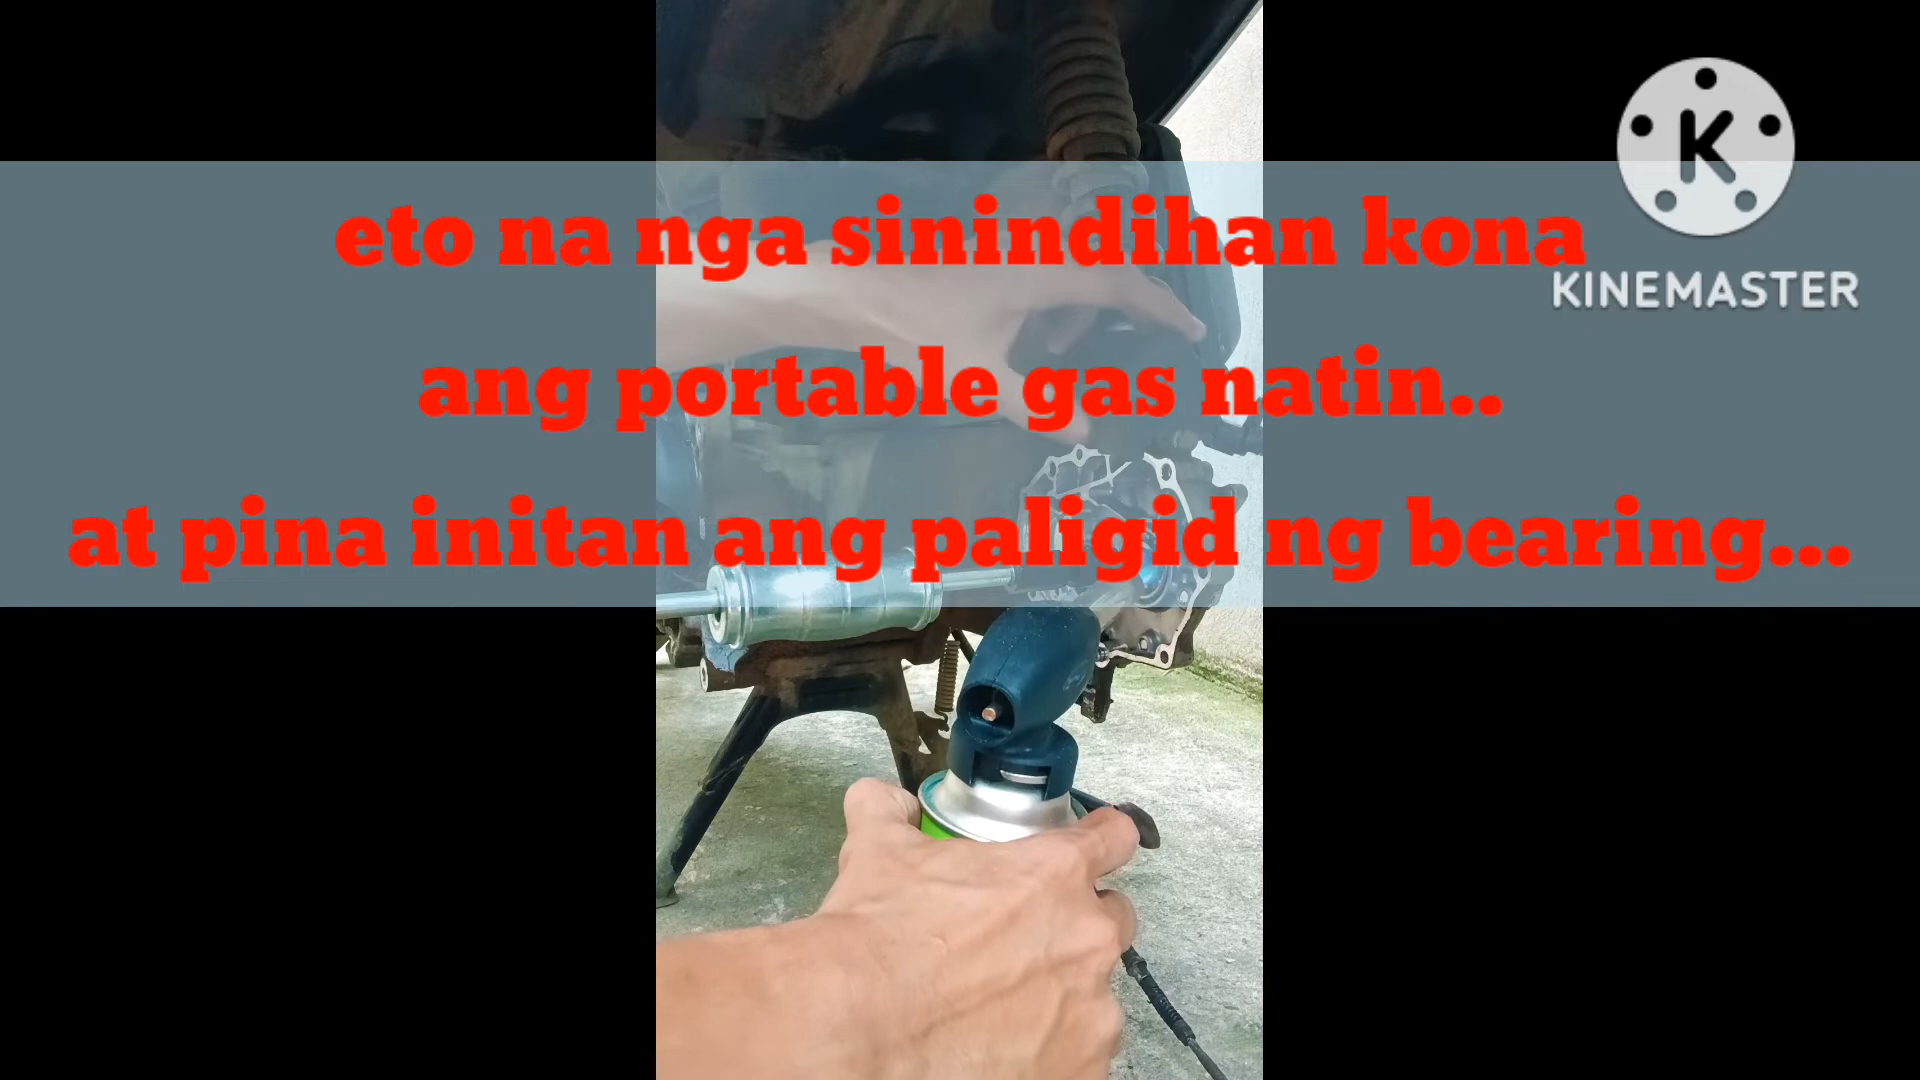 eto na nga sinindihan kona
ang portable gas natin..
at pina initan ang paligid ng bearing...
K
KINEMASTER